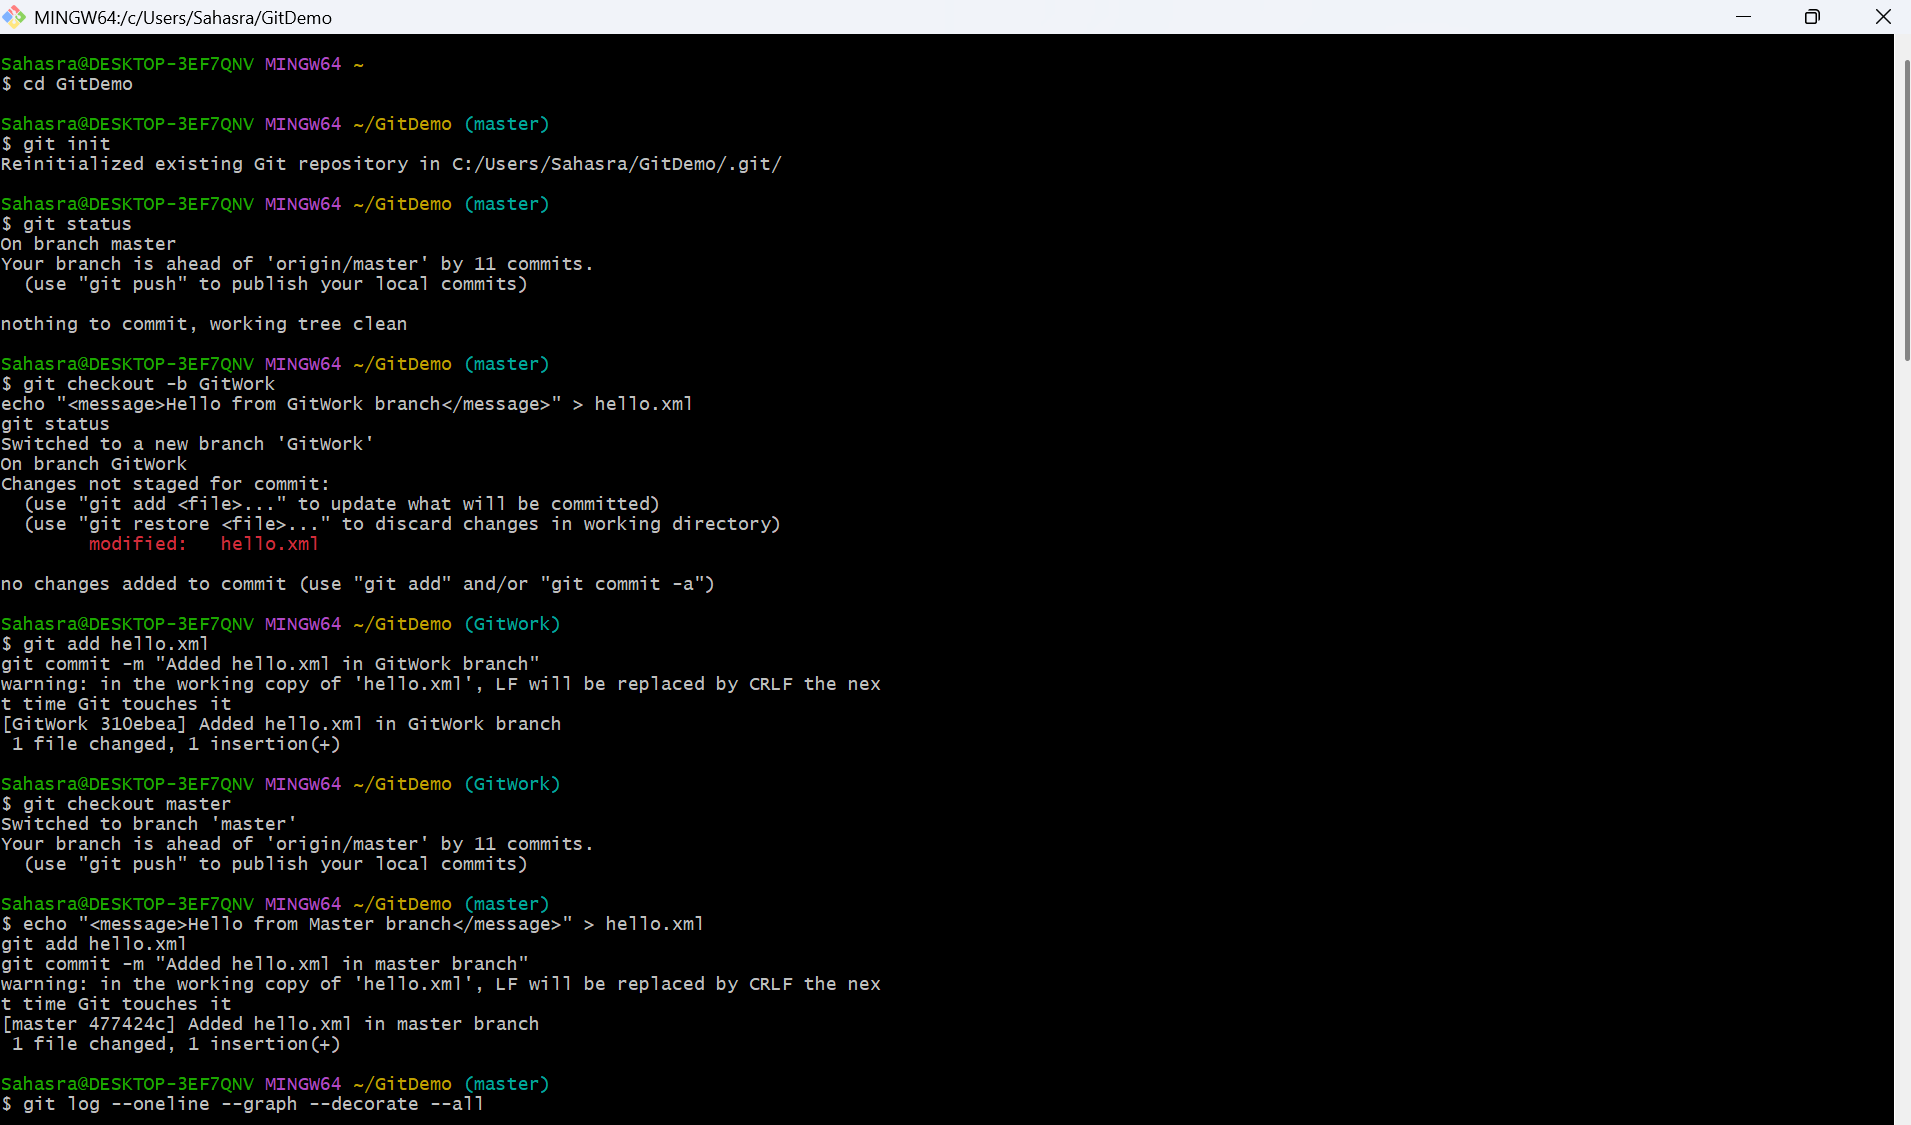 MINGW64:/c/Users/Sahasra/GitDemo
Sahasra@DESKTOP-3EF7QNV MINGW64 ~
$ cd GitDemo
Sahasra@DESKTOP-3EF7QNV MINGW64 ~/GitDemo (master)
$ git init
Reinitialized existing Git repository in C:/Users/Sahasra/GitDemo/.git/
Sahasra@DESKTOP-3EF7QNV MINGW64 ~/GitDemo (master)
$ git status
On branch master
Your branch is ahead of 'origin/master' by 11 commits.
  (use "git push" to publish your local commits)
nothing to commit, working tree clean
Sahasra@DESKTOP-3EF7QNV MINGW64 ~/GitDemo (master)
$ git checkout -b GitWork
echo "<message>Hello from GitWork branch</message>" > hello.xml
git status
Switched to a new branch 'GitWork'
On branch GitWork
Changes not staged for commit:
  (use "git add <file>..." to update what will be committed)
  (use "git restore <file>..." to discard changes in working directory)
        modified:   hello.xml
no changes added to commit (use "git add" and/or "git commit -a")
Sahasra@DESKTOP-3EF7QNV MINGW64 ~/GitDemo (GitWork)
$ git add hello.xml
git commit -m "Added hello.xml in GitWork branch"
warning: in the working copy of 'hello.xml', LF will be replaced by CRLF the nex
t time Git touches it
[GitWork 310ebea] Added hello.xml in GitWork branch
 1 file changed, 1 insertion(+)
Sahasra@DESKTOP-3EF7QNV MINGW64 ~/GitDemo (GitWork)
$ git checkout master
Switched to branch 'master'
Your branch is ahead of 'origin/master' by 11 commits.
  (use "git push" to publish your local commits)
Sahasra@DESKTOP-3EF7QNV MINGW64 ~/GitDemo (master)
$ echo "<message>Hello from Master branch</message>" > hello.xml
git add hello.xml
git commit -m "Added hello.xml in master branch"
warning: in the working copy of 'hello.xml', LF will be replaced by CRLF the nex
t time Git touches it
[master 477424c] Added hello.xml in master branch
 1 file changed, 1 insertion(+)
Sahasra@DESKTOP-3EF7QNV MINGW64 ~/GitDemo (master)
$ git log --oneline --graph --decorate --all